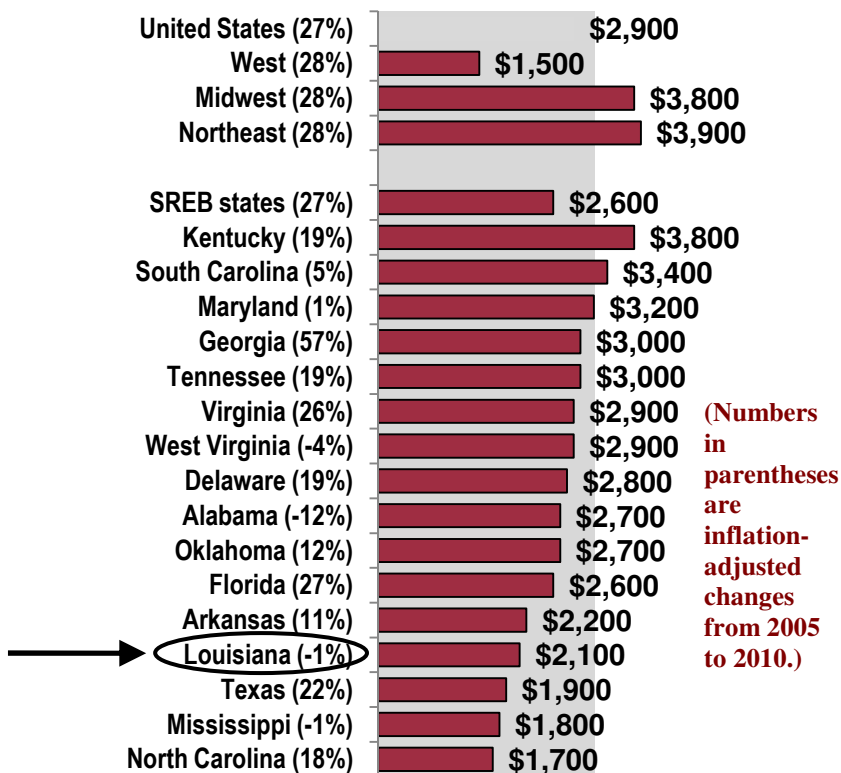 United States (27%) $2,900
West (28%) $1,500
Midwest (28%) $3,800
Northeast (28%) $3,900
SREB states (27%) $2,600
Kentucky (19%) $3,800
South Carolina (5%) $3,400
Maryland (1%) $3,200
Georgia (57%) $3,000
Tennessee (19%) $3,000
Virginia (26%) $2,900
West Virginia (-4%) $2,900
Delaware (19%) $2,800
Alabama (-12%) $2,700
Oklahoma (12%) $2,700
Florida (27%) $2,600
Arkansas (11%) $2,200
Louisiana (-1%) $2,100
Texas (22%) $1,900
Mississippi (-1%) $1,800
North Carolina (18%) $1,700
(Numbers
in
parentheses
are
inflation-
adjusted
changes
from 2005
to 2010.)